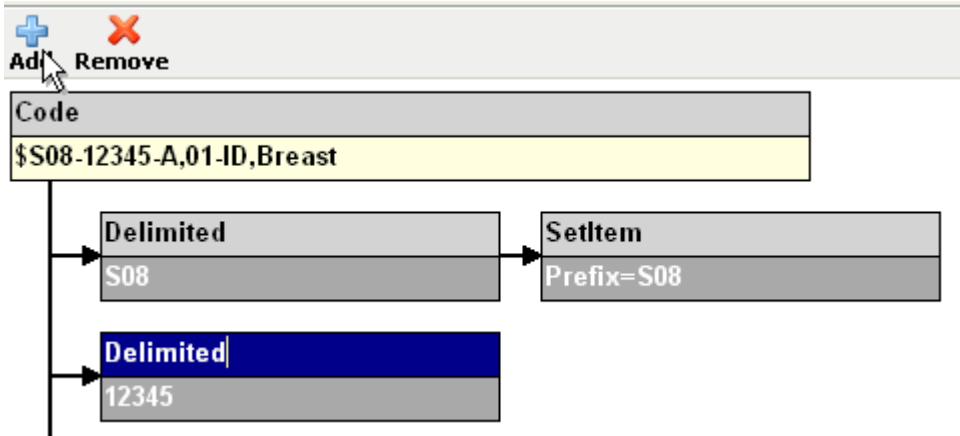 Add Remove
Code
$S08-12345-A,01-ID,Breast
Delimited SetItem
S08 Prefix=S08
Delimited
12345